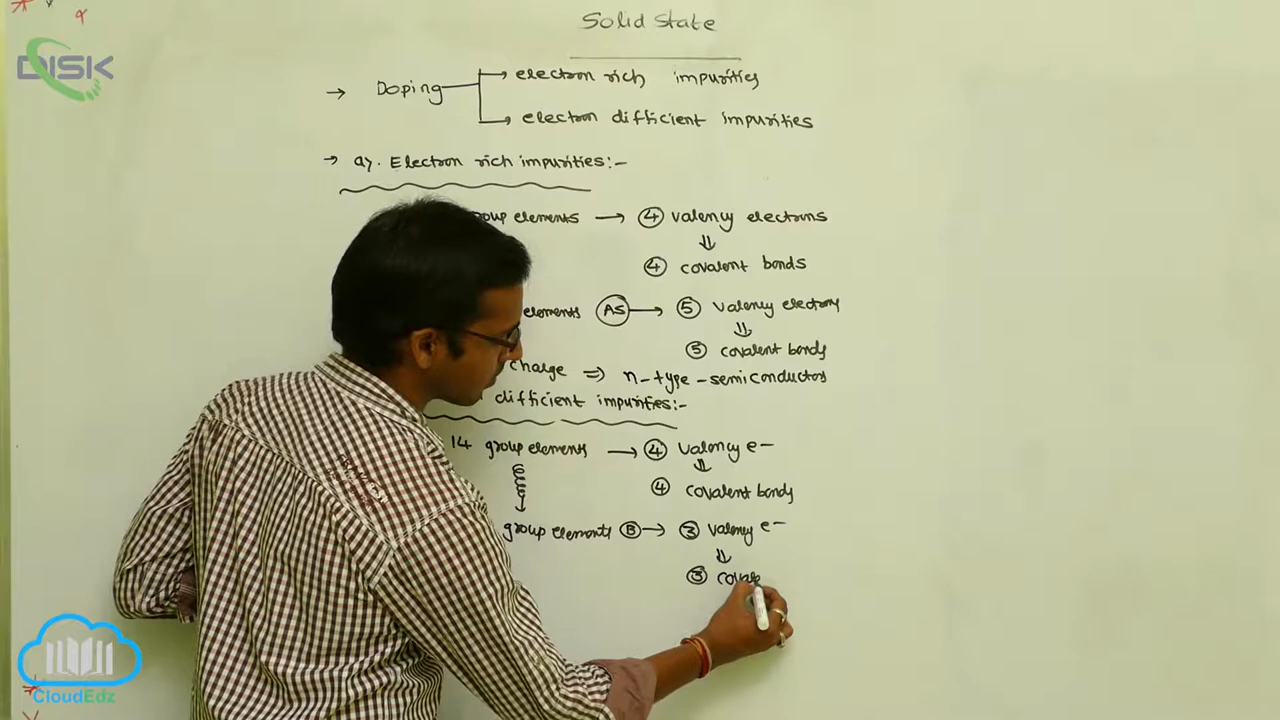 Solid State
DISK
→ Doping → electron rich impurities
→ electron difficient impurities
→ a). Electron rich impurities:-
group elements → ④ valency electrons
⇓
④ covalent bonds
elements (AS) → ⑤ valency electrons
⇓
⑤ covalent bonds
charge ⇒ n-type-semiconductors
difficient impurities:-
14 group elements → ④ valency e-
⇓
④ covalent bonds
group elements (B) → ③ valency e-
⇓
③ covale
CloudEdz